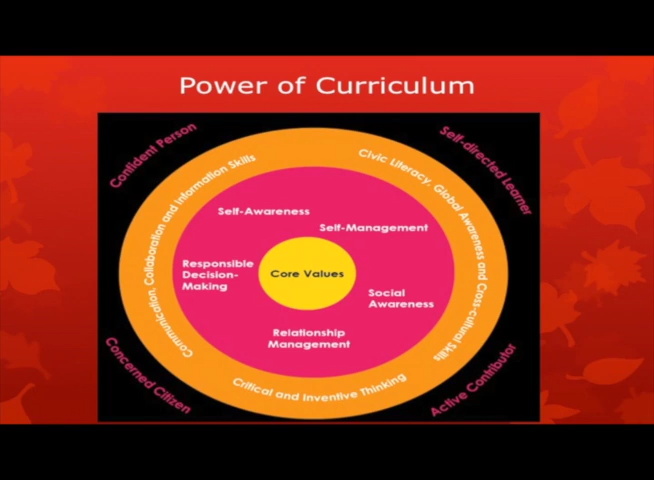 Power of Curriculum
Confident Person
Self-directed Learner
Communication, Collaboration and Information Skills
Civic Literacy, Global Awareness and Cross-cultural Skills
Self-Awareness
Self-Management
Responsible
Decision-
Making
Core Values
Social
Awareness
Relationship
Management
Critical and Inventive Thinking
Concerned Citizen
Active Contributor